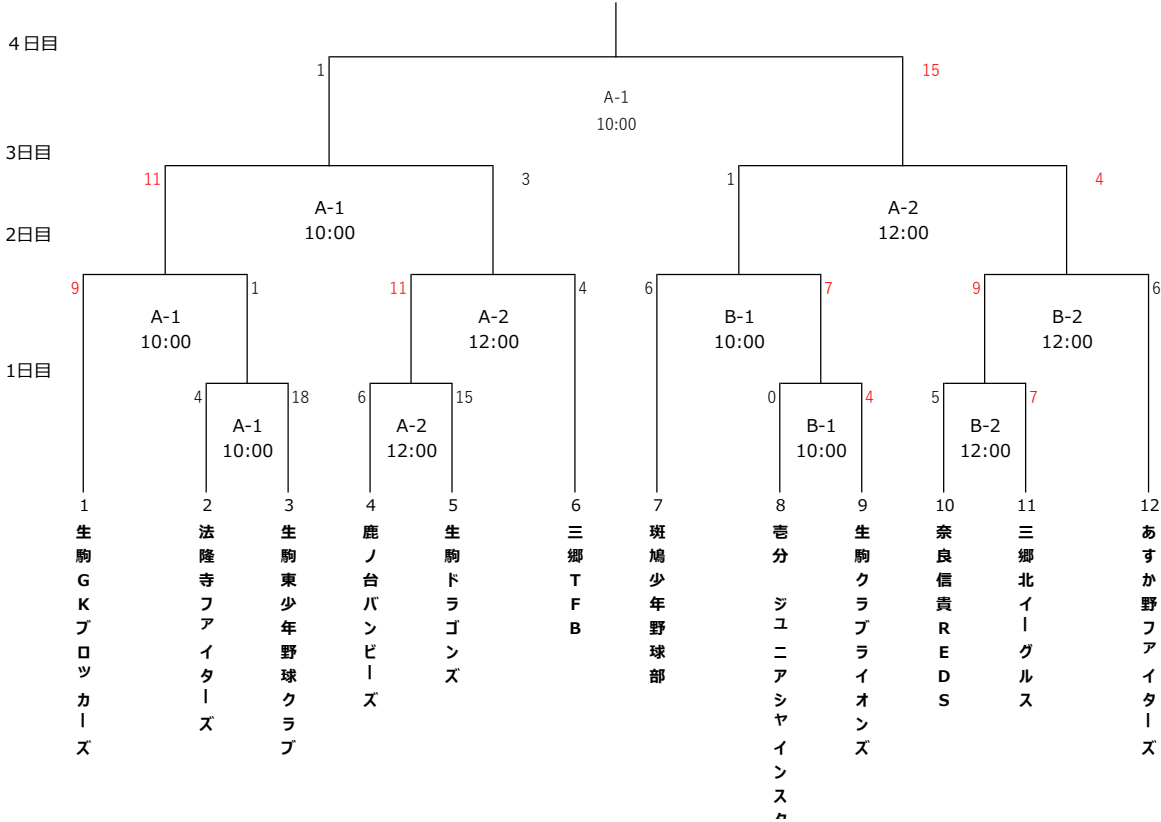 ４日目
1
15
A-1
10:00
3日目
11
3
1
4
A-1
10:00
A-2
12:00
2日目
9
1
11
4
6
7
9
6
A-1
10:00
A-2
12:00
B-1
10:00
B-2
12:00
1日目
4
18
6
15
0
4
5
7
A-1
10:00
A-2
12:00
B-1
10:00
B-2
12:00
1
生駒GKブロッカーズ
2
法隆寺ファイターズ
3
生駒東少年野球クラブ
4
鹿ノ台バンビーズ
5
生駒ドラゴンズ
6
三郷TFB
7
斑鳩少年野球部
8
壱分 ジュニアシャインスタ
9
生駒クラブライオンズ
10
奈良信貴REDS
11
三郷北イーグルス
12
あすか野ファイターズ